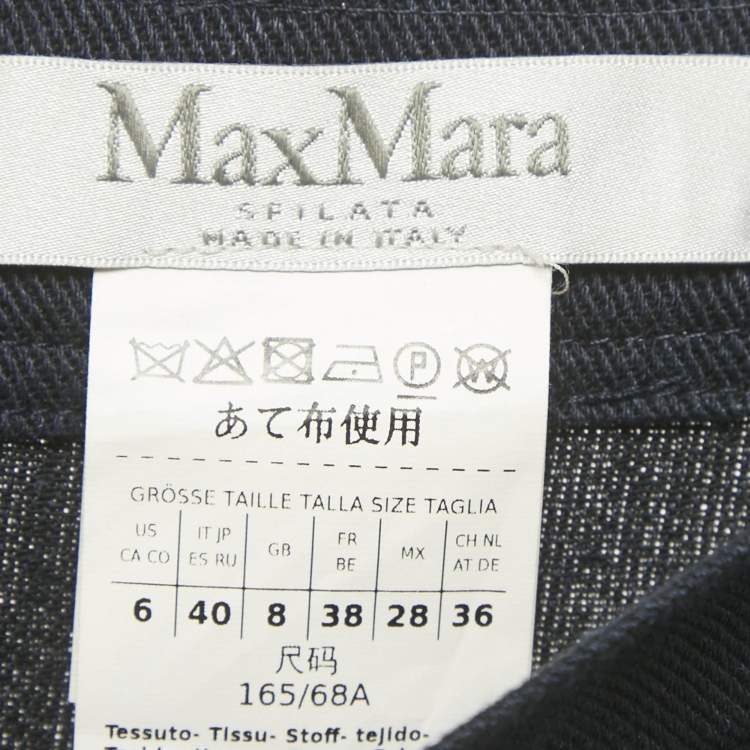 MaxMara
SFILATA
MADE IN ITALY
P
W
あて布使用
GRÖSSE TAILLE TALLA SIZE TAGLIA
US IT JP GB FR MX CH NL
CA CO ES RU BE AT DE
6 40 8 38 28 36
尺码
165/68A
Tessuto- Tissu- Stoff- tejido-